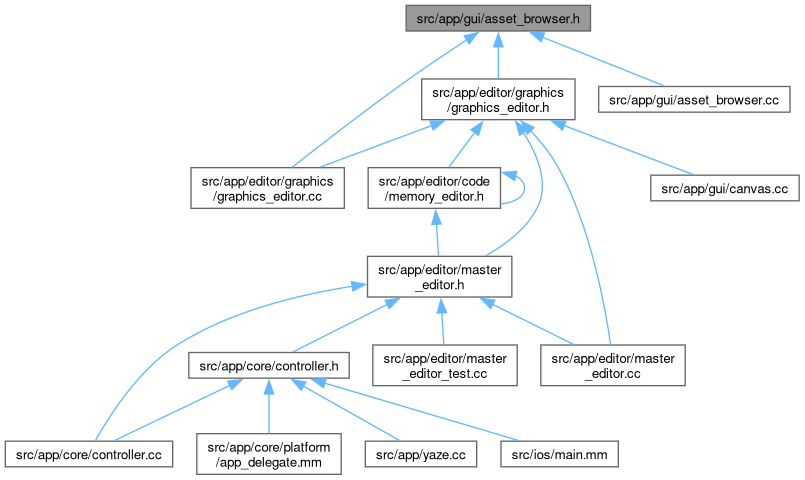 src/app/gui/asset_browser.h
src/app/editor/graphics
/graphics_editor.h
src/app/gui/asset_browser.cc
src/app/editor/graphics
/graphics_editor.cc
src/app/editor/code
/memory_editor.h
src/app/gui/canvas.cc
src/app/editor/master
_editor.h
src/app/core/controller.h
src/app/editor/master
_editor_test.cc
src/app/editor/master
_editor.cc
src/app/core/controller.cc
src/app/core/platform
/app_delegate.mm
src/app/yaze.cc
src/ios/main.mm